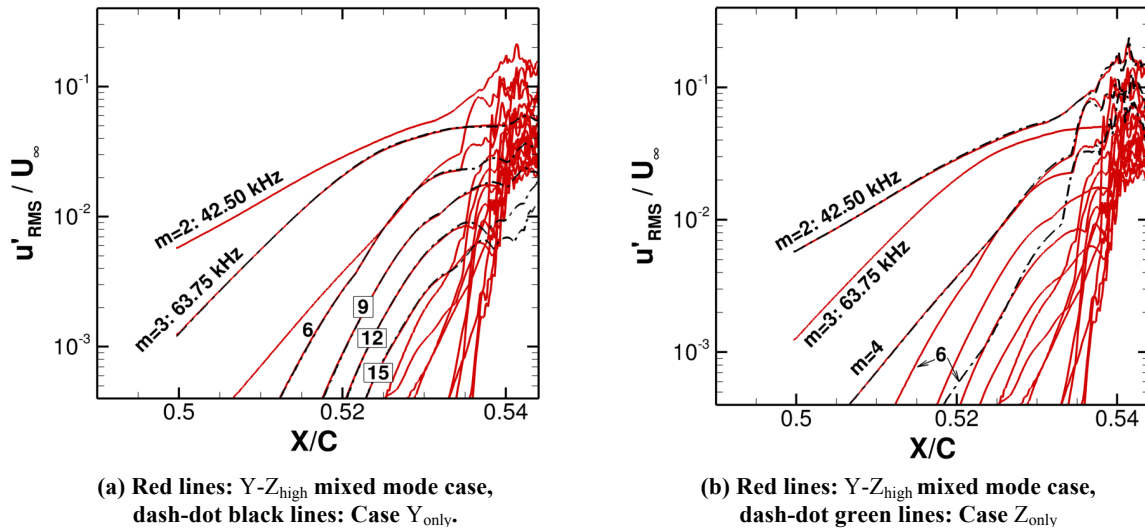 u'RMS / U∞
10⁻¹
10⁻²
10⁻³
m=2: 42.50 kHz
m=3: 63.75 kHz
6
9
12
15
0.5
0.52
0.54
X/C
(a) Red lines: Y-Zhigh mixed mode case,
dash-dot black lines: Case Yonly.
u'RMS / U∞
10⁻¹
10⁻²
10⁻³
m=2: 42.50 kHz
m=3: 63.75 kHz
m=4
6
0.5
0.52
0.54
X/C
(b) Red lines: Y-Zhigh mixed mode case,
dash-dot green lines: Case Zonly